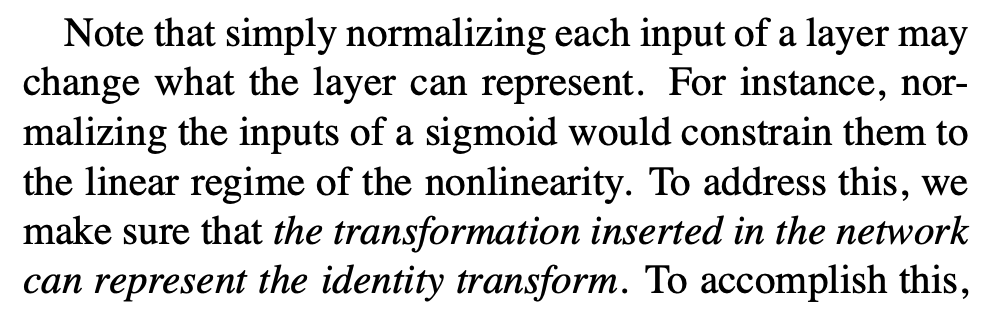 Note that simply normalizing each input of a layer may
change what the layer can represent. For instance, nor-
malizing the inputs of a sigmoid would constrain them to
the linear regime of the nonlinearity. To address this, we
make sure that the transformation inserted in the network
can represent the identity transform. To accomplish this,